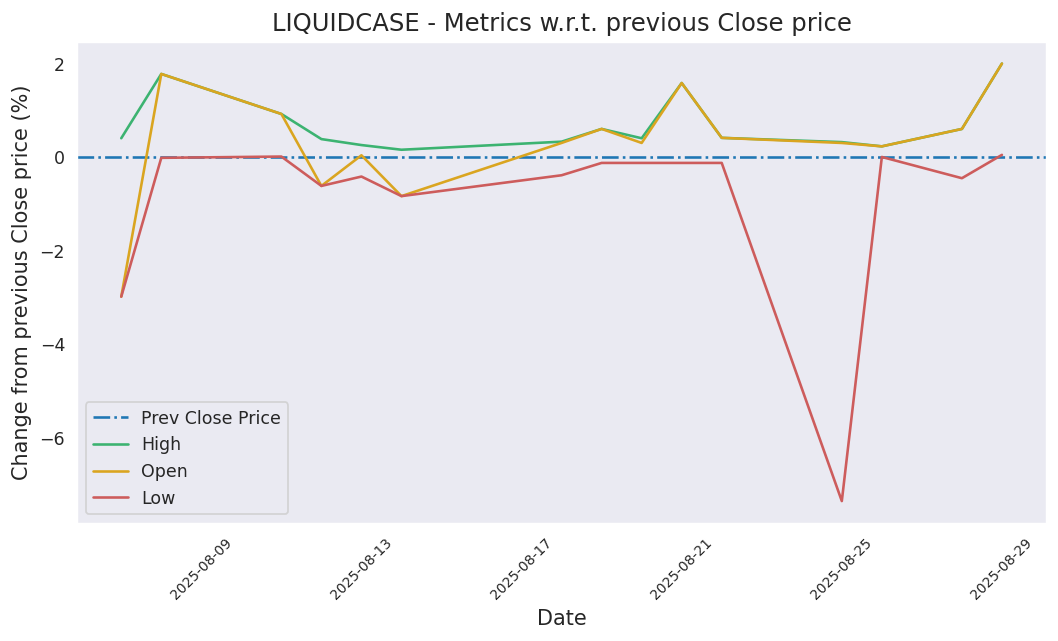 LIQUIDCASE - Metrics w.r.t. previous Close price
Change from previous Close price (%)
2
0
−2
−4
−6
Prev Close Price
High
Open
Low
2025-08-09
2025-08-13
2025-08-17
2025-08-21
2025-08-25
2025-08-29
Date